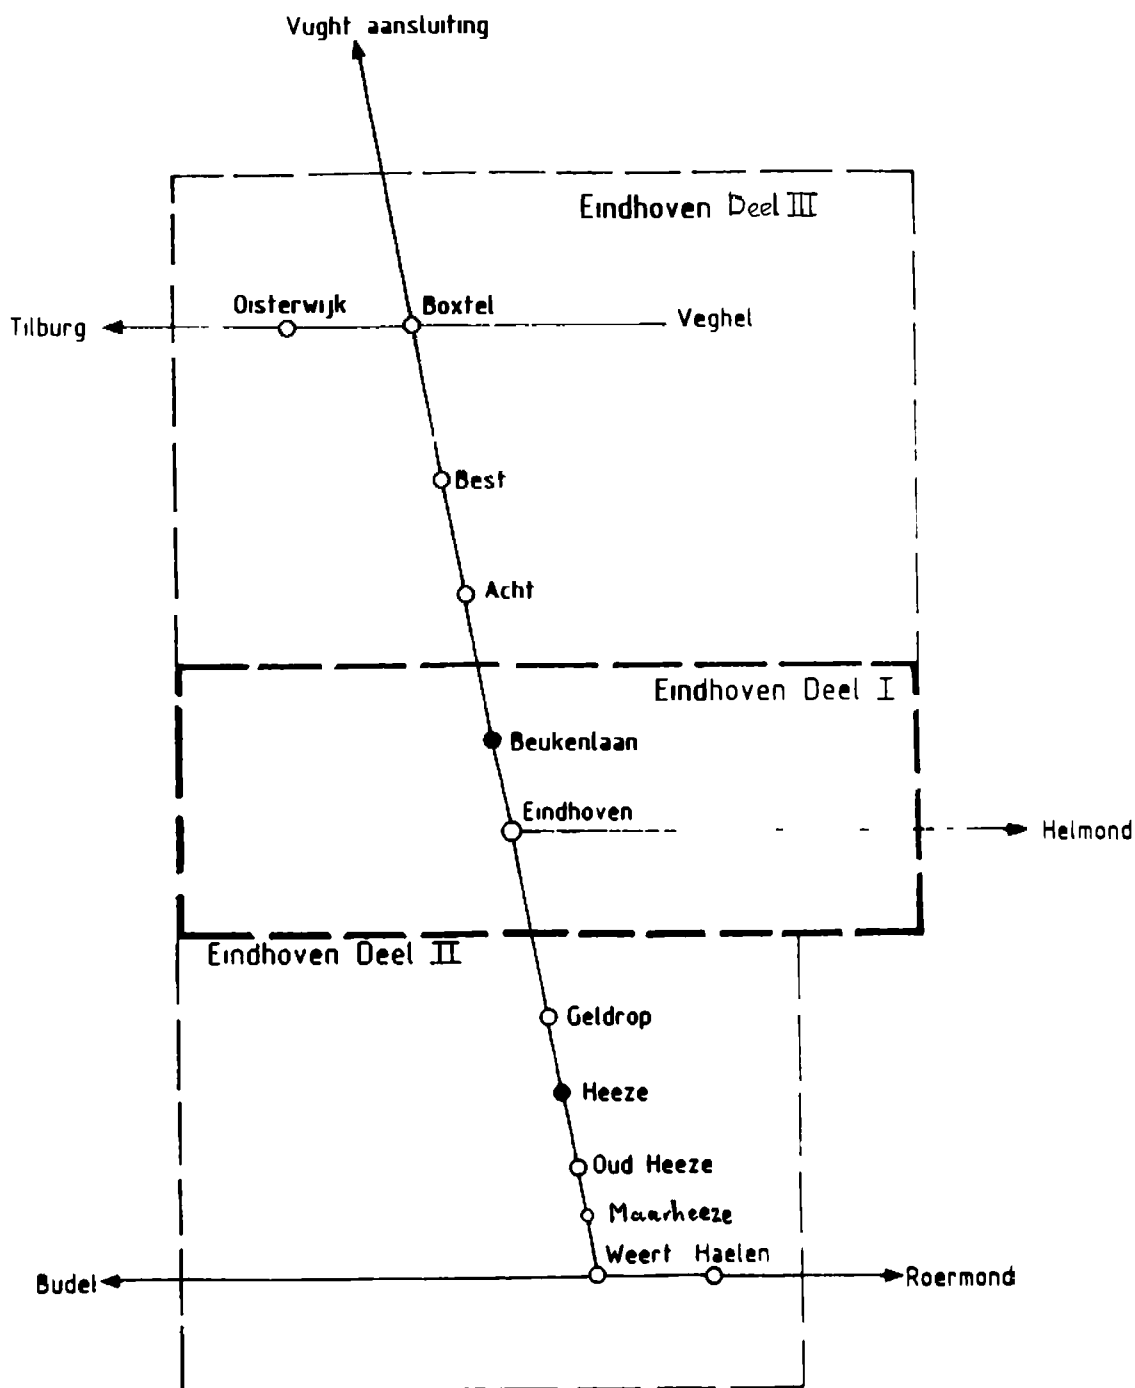 Vught aansluiting
Eindhoven Deel III
Oisterwijk
Boxtel
Tilburg
Veghel
Best
Acht
Eindhoven Deel I
Beukenlaan
Eindhoven
Helmond
Eindhoven Deel II
Geldrop
Heeze
Oud Heeze
Maarheeze
Weert
Haelen
Budel
Roermond